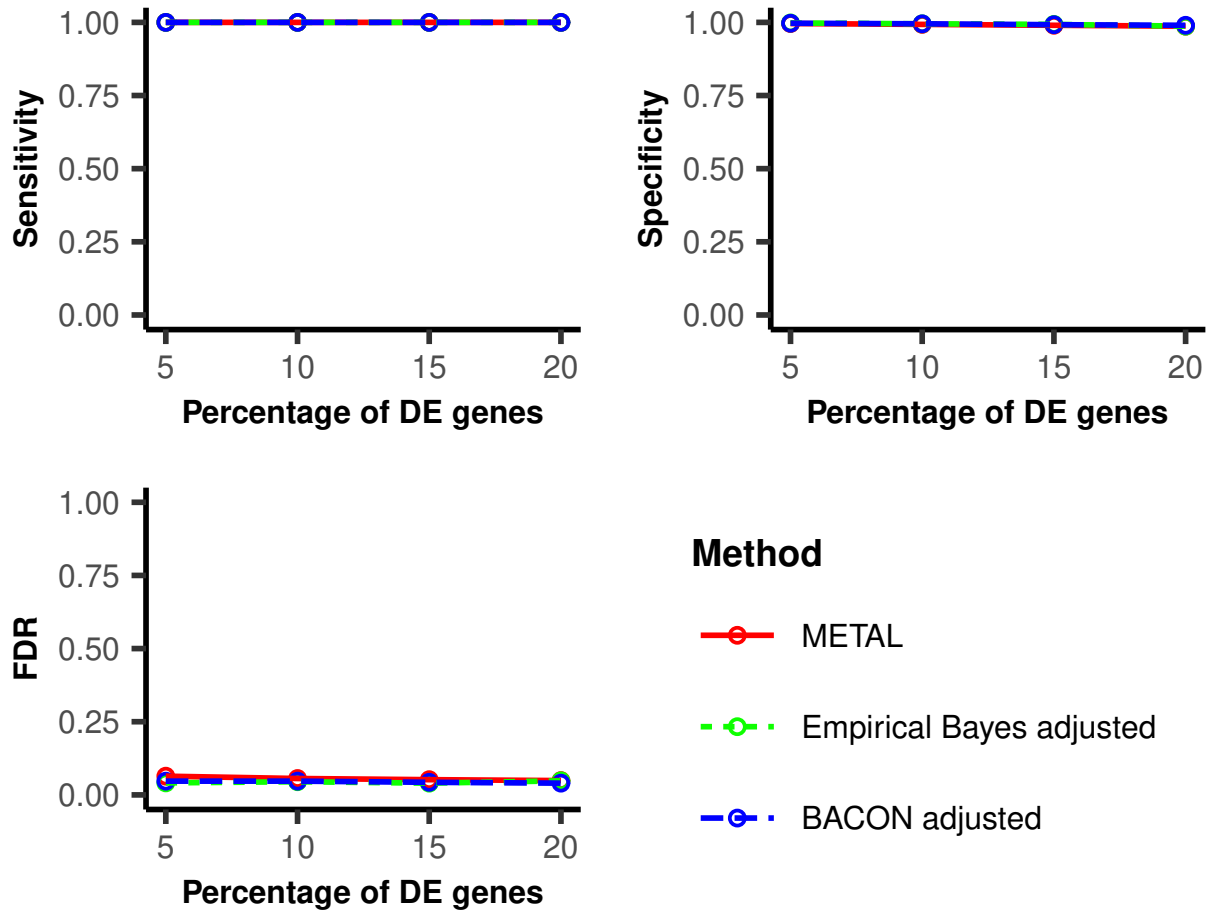 Sensitivity
1.00
0.75
0.50
0.25
0.00
5 10 15 20
Percentage of DE genes
Specificity
1.00
0.75
0.50
0.25
0.00
5 10 15 20
Percentage of DE genes
FDR
1.00
0.75
0.50
0.25
0.00
5 10 15 20
Percentage of DE genes
Method
METAL
Empirical Bayes adjusted
BACON adjusted